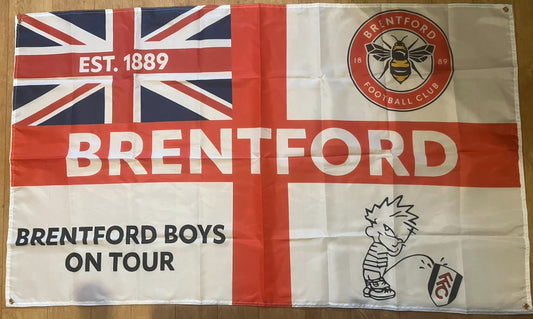 EST. 1889
BRENTFORD
18 89
FOOTBALL CLUB
BRENTFORD
BRENTFORD BOYS
ON TOUR
FFC